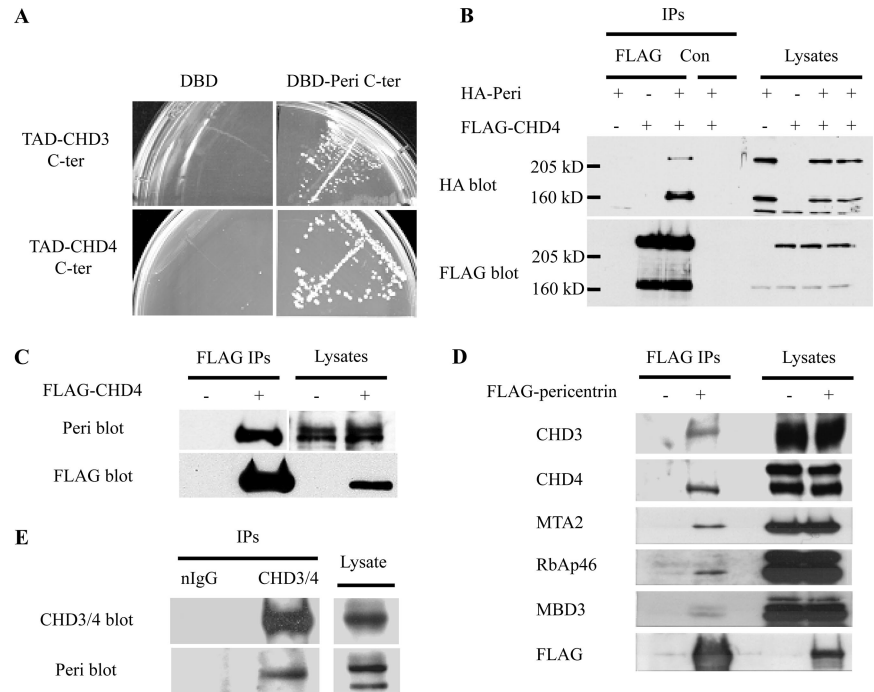 A
DBD DBD-Peri C-ter
TAD-CHD3
C-ter
TAD-CHD4
C-ter
B
IPs
FLAG Con Lysates
HA-Peri + - + + + - + +
FLAG-CHD4 - + + + - + + +
HA blot
205 kD
160 kD
FLAG blot
205 kD
160 kD
C
FLAG IPs Lysates
FLAG-CHD4 - + - +
Peri blot
FLAG blot
D
FLAG IPs Lysates
FLAG-pericentrin - + - +
CHD3
CHD4
MTA2
RbAp46
MBD3
FLAG
E
IPs
nIgG CHD3/4 Lysate
CHD3/4 blot
Peri blot